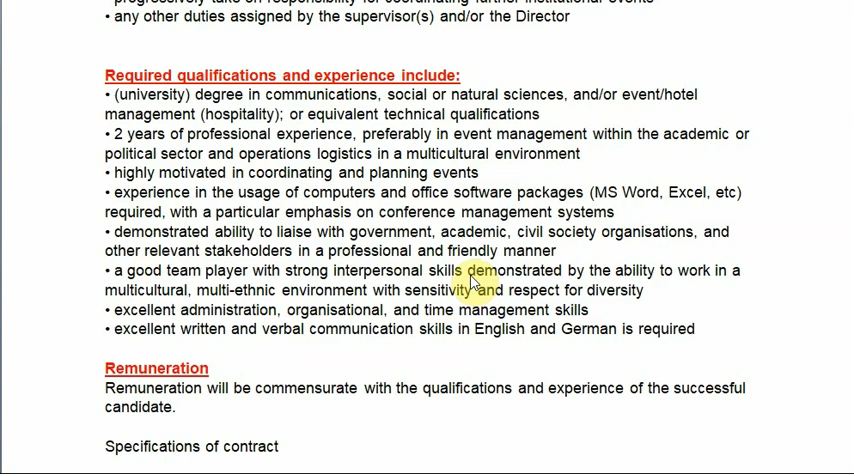 • any other duties assigned by the supervisor(s) and/or the Director
Required qualifications and experience include:
• (university) degree in communications, social or natural sciences, and/or event/hotel
management (hospitality); or equivalent technical qualifications
• 2 years of professional experience, preferably in event management within the academic or
political sector and operations logistics in a multicultural environment
• highly motivated in coordinating and planning events
• experience in the usage of computers and office software packages (MS Word, Excel, etc)
required, with a particular emphasis on conference management systems
• demonstrated ability to liaise with government, academic, civil society organisations, and
other relevant stakeholders in a professional and friendly manner
• a good team player with strong interpersonal skills demonstrated by the ability to work in a
multicultural, multi-ethnic environment with sensitivity and respect for diversity
• excellent administration, organisational, and time management skills
• excellent written and verbal communication skills in English and German is required
Remuneration
Remuneration will be commensurate with the qualifications and experience of the successful
candidate.
Specifications of contract